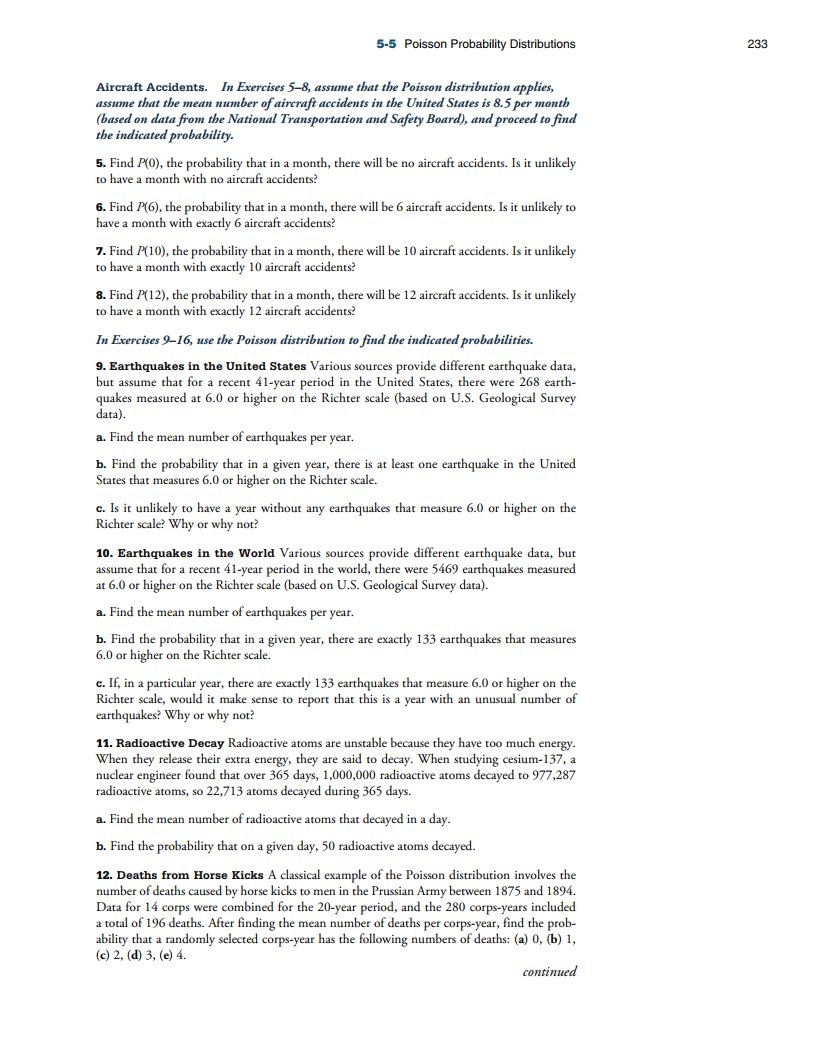 5-5 Poisson Probability Distributions 233
Aircraft Accidents. In Exercises 5–8, assume that the Poisson distribution applies,
assume that the mean number of aircraft accidents in the United States is 8.5 per month
(based on data from the National Transportation and Safety Board), and proceed to find
the indicated probability.
5. Find P(0), the probability that in a month, there will be no aircraft accidents. Is it unlikely
to have a month with no aircraft accidents?
6. Find P(6), the probability that in a month, there will be 6 aircraft accidents. Is it unlikely to
have a month with exactly 6 aircraft accidents?
7. Find P(10), the probability that in a month, there will be 10 aircraft accidents. Is it unlikely
to have a month with exactly 10 aircraft accidents?
8. Find P(12), the probability that in a month, there will be 12 aircraft accidents. Is it unlikely
to have a month with exactly 12 aircraft accidents?
In Exercises 9–16, use the Poisson distribution to find the indicated probabilities.
9. Earthquakes in the United States Various sources provide different earthquake data,
but assume that for a recent 41-year period in the United States, there were 268 earth-
quakes measured at 6.0 or higher on the Richter scale (based on U.S. Geological Survey
data).
a. Find the mean number of earthquakes per year.
b. Find the probability that in a given year, there is at least one earthquake in the United
States that measures 6.0 or higher on the Richter scale.
c. Is it unlikely to have a year without any earthquakes that measure 6.0 or higher on the
Richter scale? Why or why not?
10. Earthquakes in the World Various sources provide different earthquake data, but
assume that for a recent 41-year period in the world, there were 5469 earthquakes measured
at 6.0 or higher on the Richter scale (based on U.S. Geological Survey data).
a. Find the mean number of earthquakes per year.
b. Find the probability that in a given year, there are exactly 133 earthquakes that measures
6.0 or higher on the Richter scale.
c. If, in a particular year, there are exactly 133 earthquakes that measure 6.0 or higher on the
Richter scale, would it make sense to report that this is a year with an unusual number of
earthquakes? Why or why not?
11. Radioactive Decay Radioactive atoms are unstable because they have too much energy.
When they release their extra energy, they are said to decay. When studying cesium-137, a
nuclear engineer found that over 365 days, 1,000,000 radioactive atoms decayed to 977,287
radioactive atoms, so 22,713 atoms decayed during 365 days.
a. Find the mean number of radioactive atoms that decayed in a day.
b. Find the probability that on a given day, 50 radioactive atoms decayed.
12. Deaths from Horse Kicks A classical example of the Poisson distribution involves the
number of deaths caused by horse kicks to men in the Prussian Army between 1875 and 1894.
Data for 14 corps were combined for the 20-year period, and the 280 corps-years included
a total of 196 deaths. After finding the mean number of deaths per corps-year, find the prob-
ability that a randomly selected corps-year has the following numbers of deaths: (a) 0, (b) 1,
(c) 2, (d) 3, (e) 4.
continued